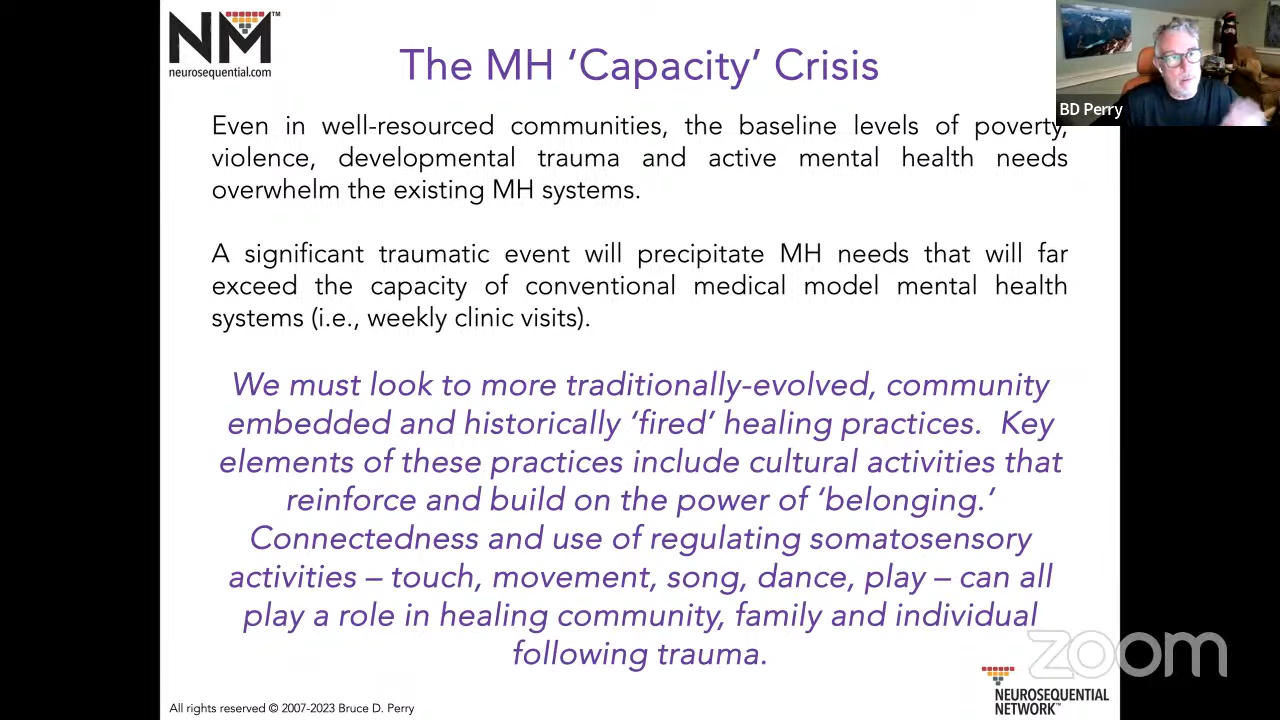 NM™
neurosequential.com
The MH ‘Capacity’ Crisis
BD Perry
Even in well-resourced communities, the baseline levels of poverty,
violence, developmental trauma and active mental health needs
overwhelm the existing MH systems.
A significant traumatic event will precipitate MH needs that will far
exceed the capacity of conventional medical model mental health
systems (i.e., weekly clinic visits).
We must look to more traditionally-evolved, community
embedded and historically ‘fired’ healing practices. Key
elements of these practices include cultural activities that
reinforce and build on the power of ‘belonging.’
Connectedness and use of regulating somatosensory
activities – touch, movement, song, dance, play – can all
play a role in healing community, family and individual
following trauma.
zoom
NEUROSEQUENTIAL
NETWORK™
All rights reserved © 2007-2023 Bruce D. Perry